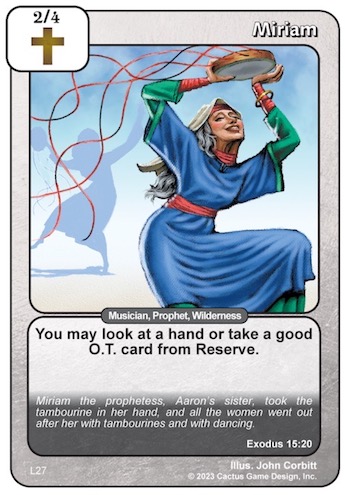 2/4
Miriam
Musician, Prophet, Wilderness
You may look at a hand or take a good
O.T. card from Reserve.
Miriam the prophetess, Aaron's sister, took the
tambourine in her hand, and all the women went out
after her with tambourines and with dancing.
Exodus 15:20
Illus. John Corbitt
L27
© 2023 Cactus Game Design, Inc.